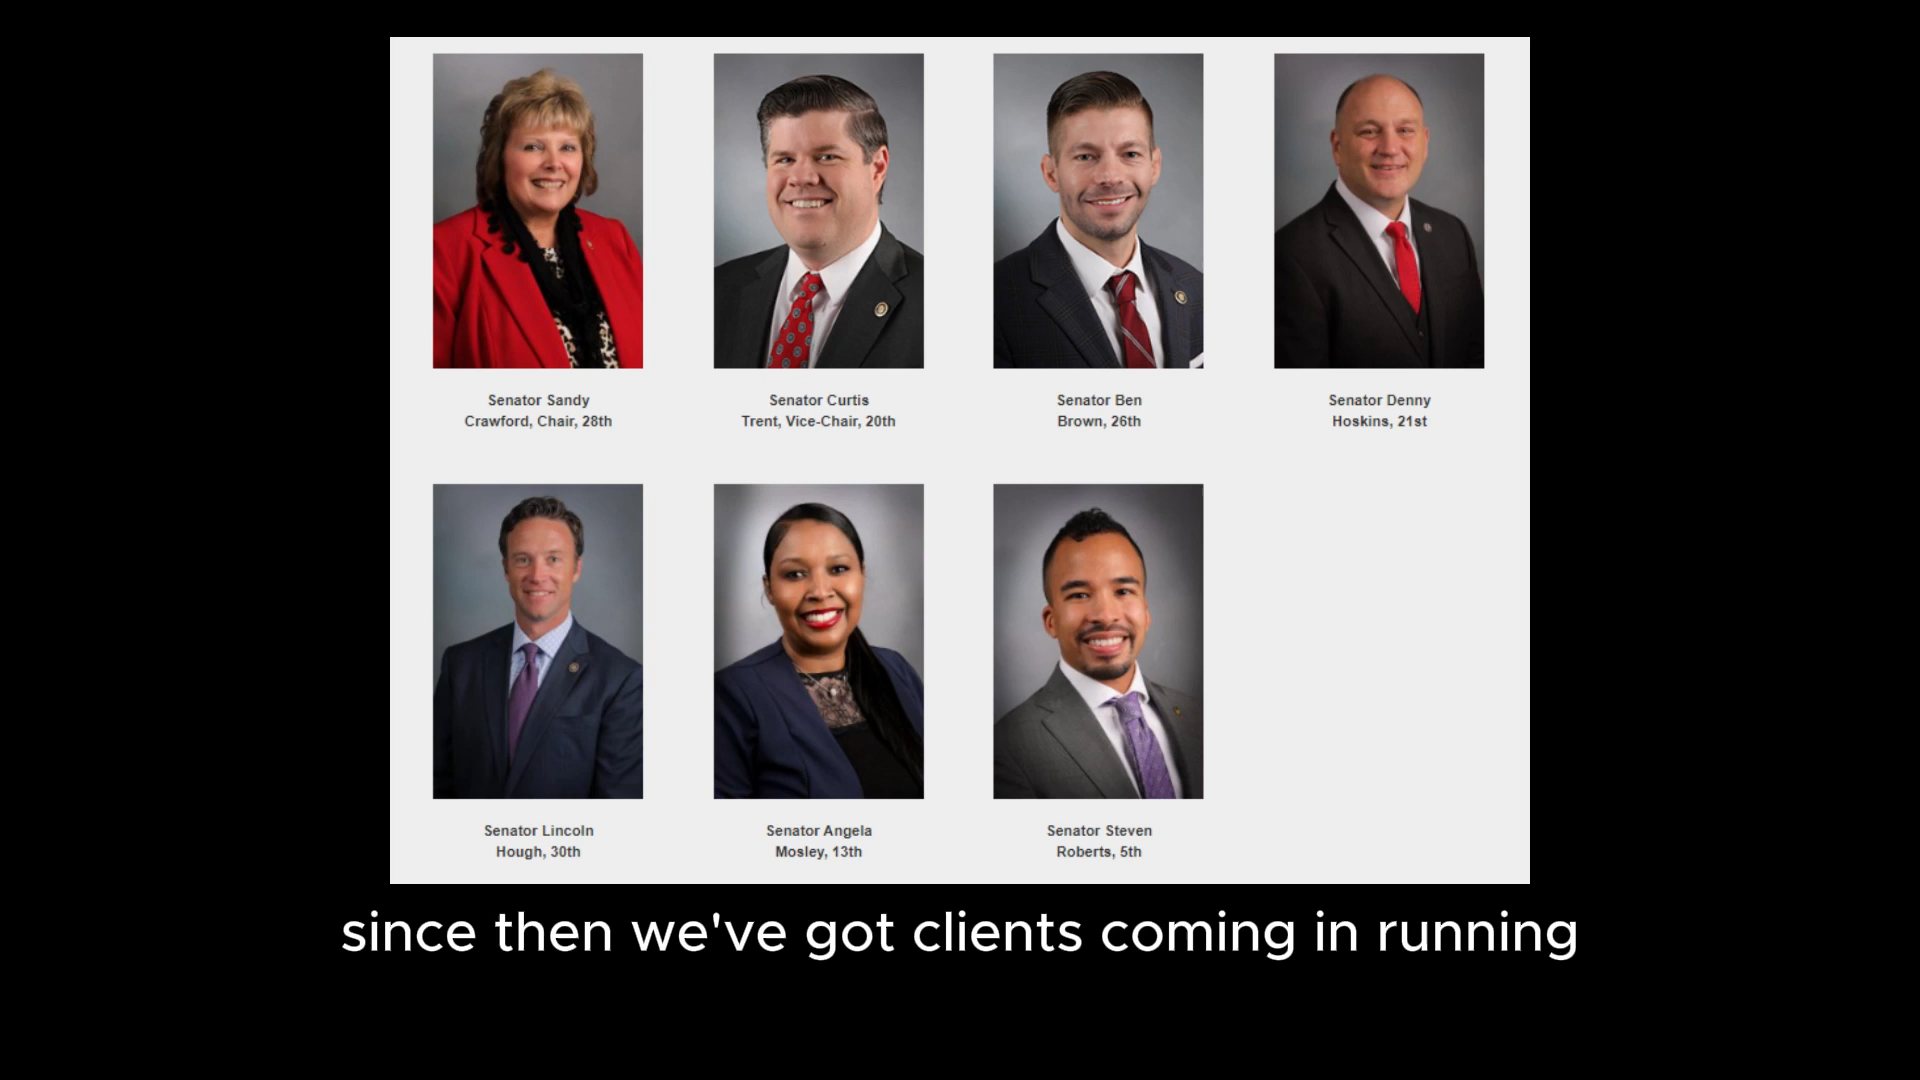 Senator Sandy
Crawford, Chair, 28th
Senator Curtis
Trent, Vice-Chair, 20th
Senator Ben
Brown, 26th
Senator Denny
Hoskins, 21st
Senator Lincoln
Hough, 30th
Senator Angela
Mosley, 13th
Senator Steven
Roberts, 5th
since then we've got clients coming in running